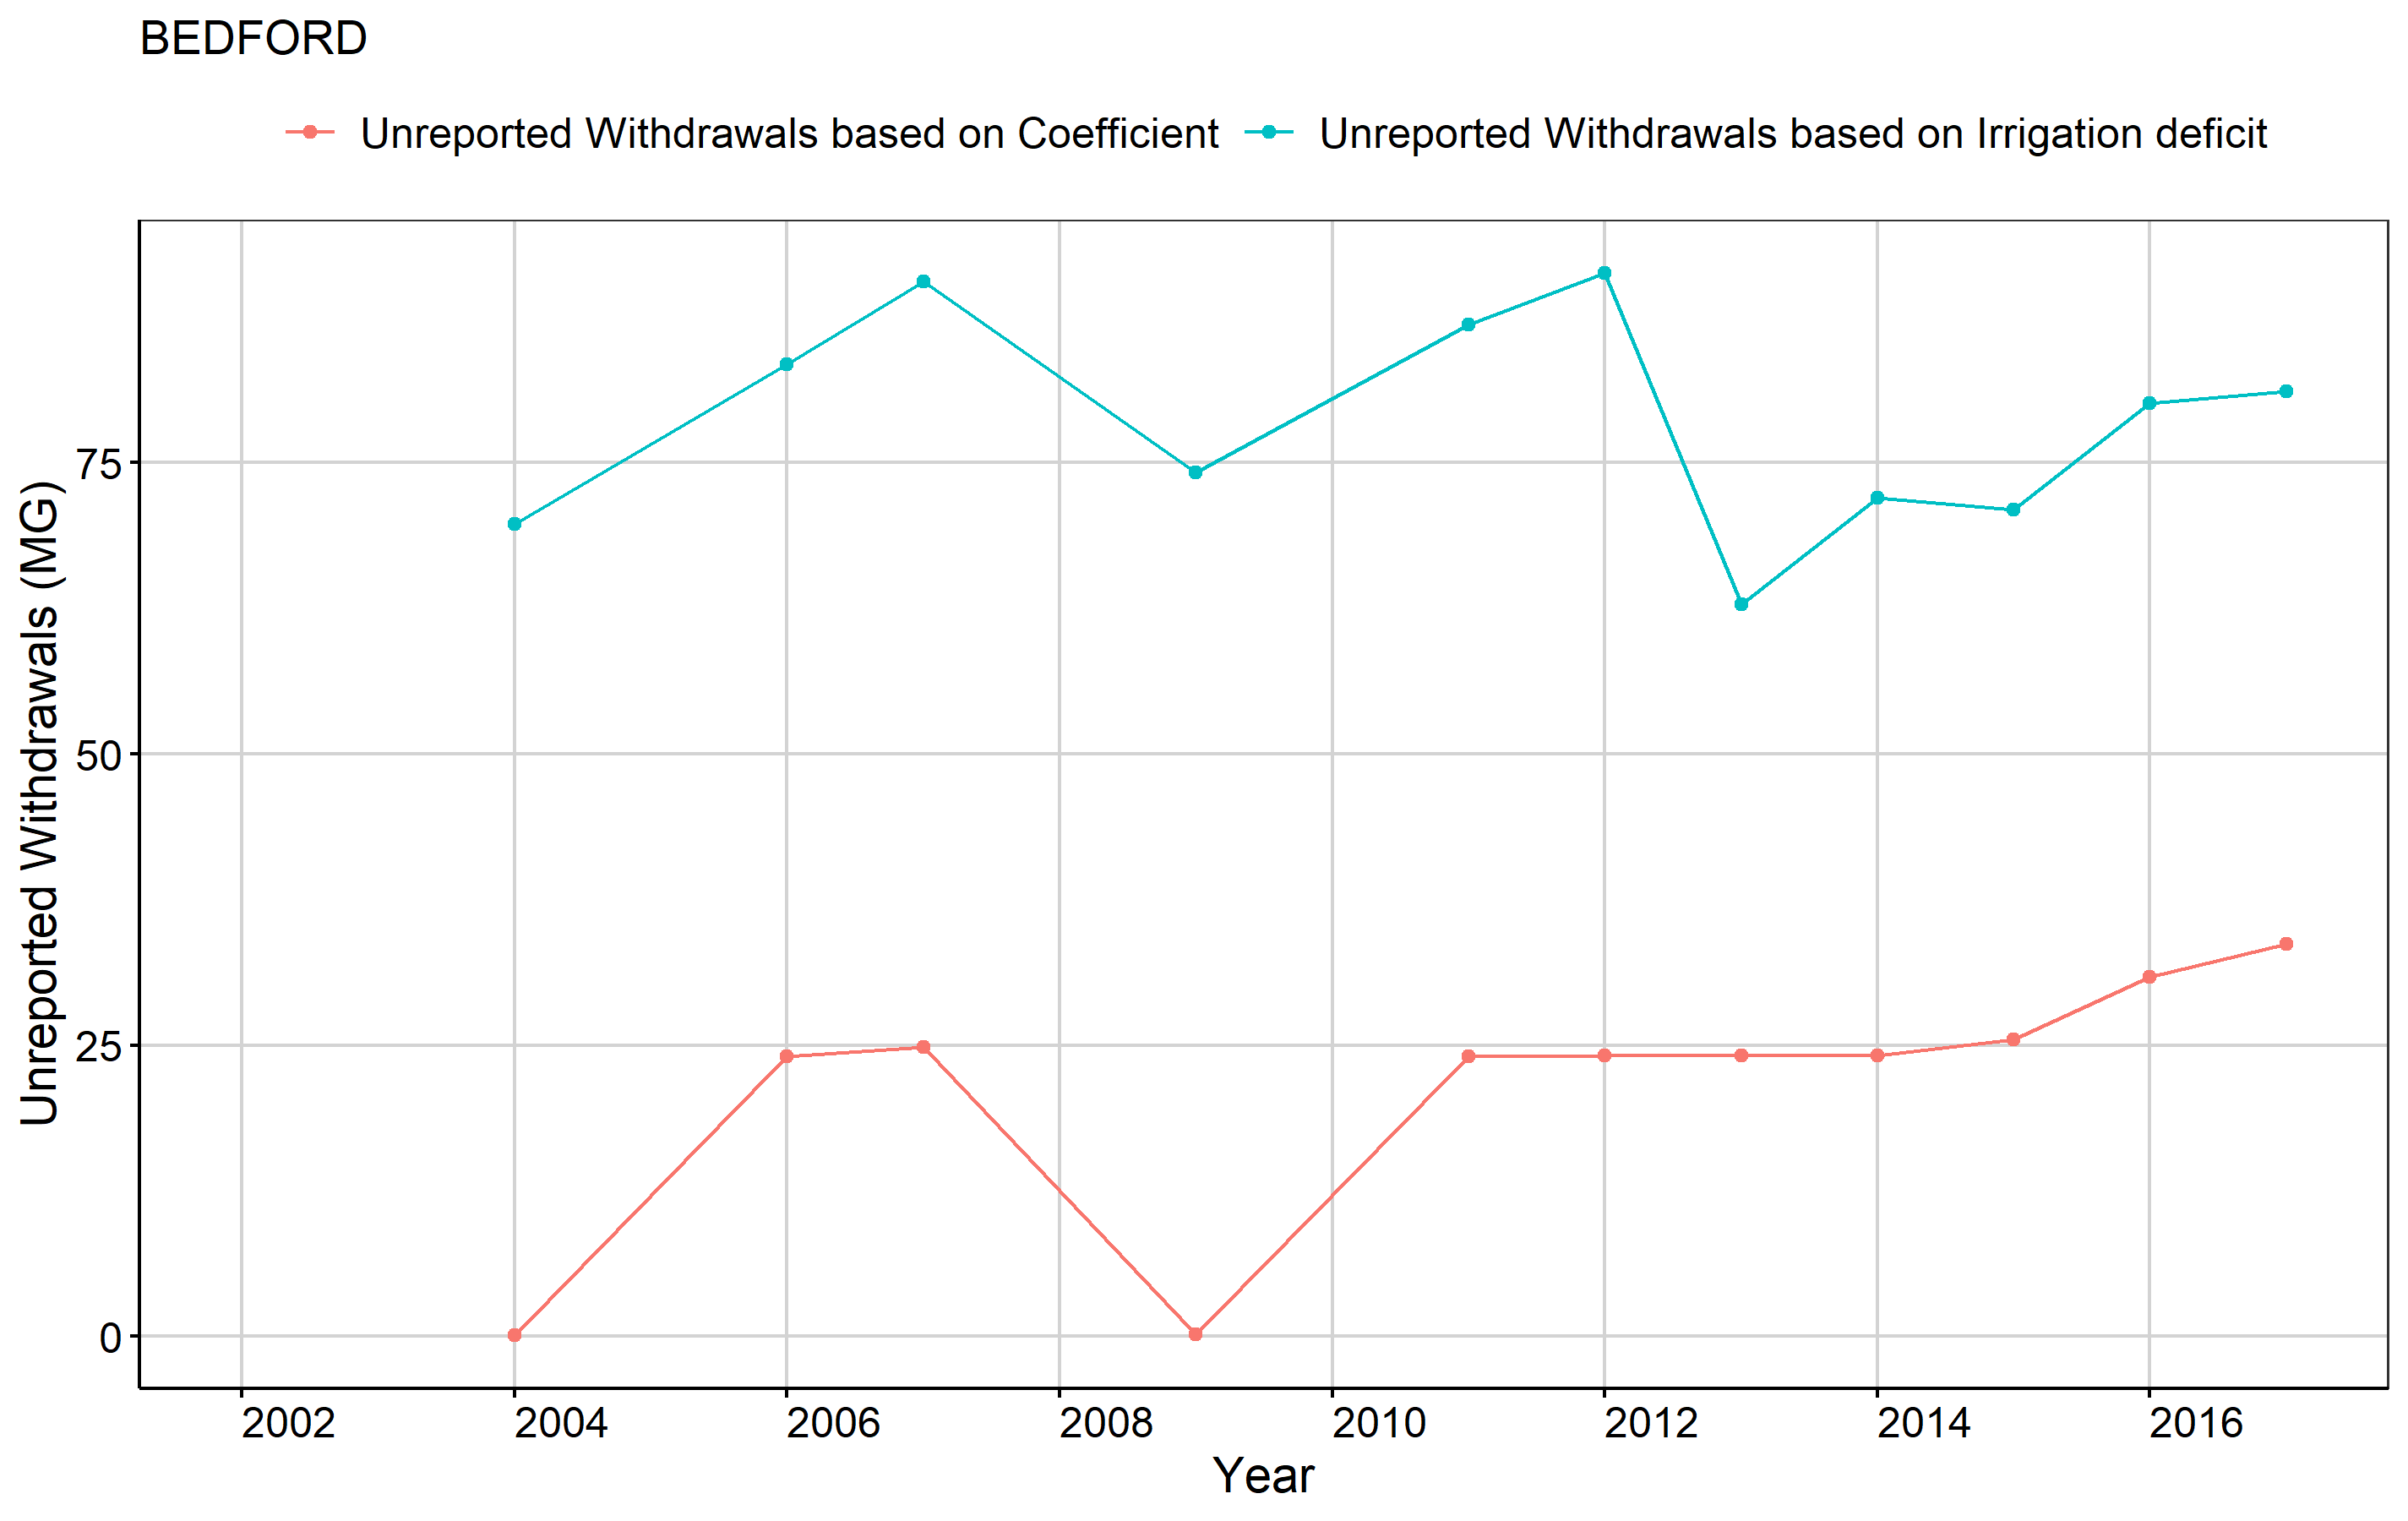 BEDFORD
Unreported Withdrawals based on Coefficient Unreported Withdrawals based on Irrigation deficit
Unreported Withdrawals (MG)
75
50
25
0
2002 2004 2006 2008 2010 2012 2014 2016
Year